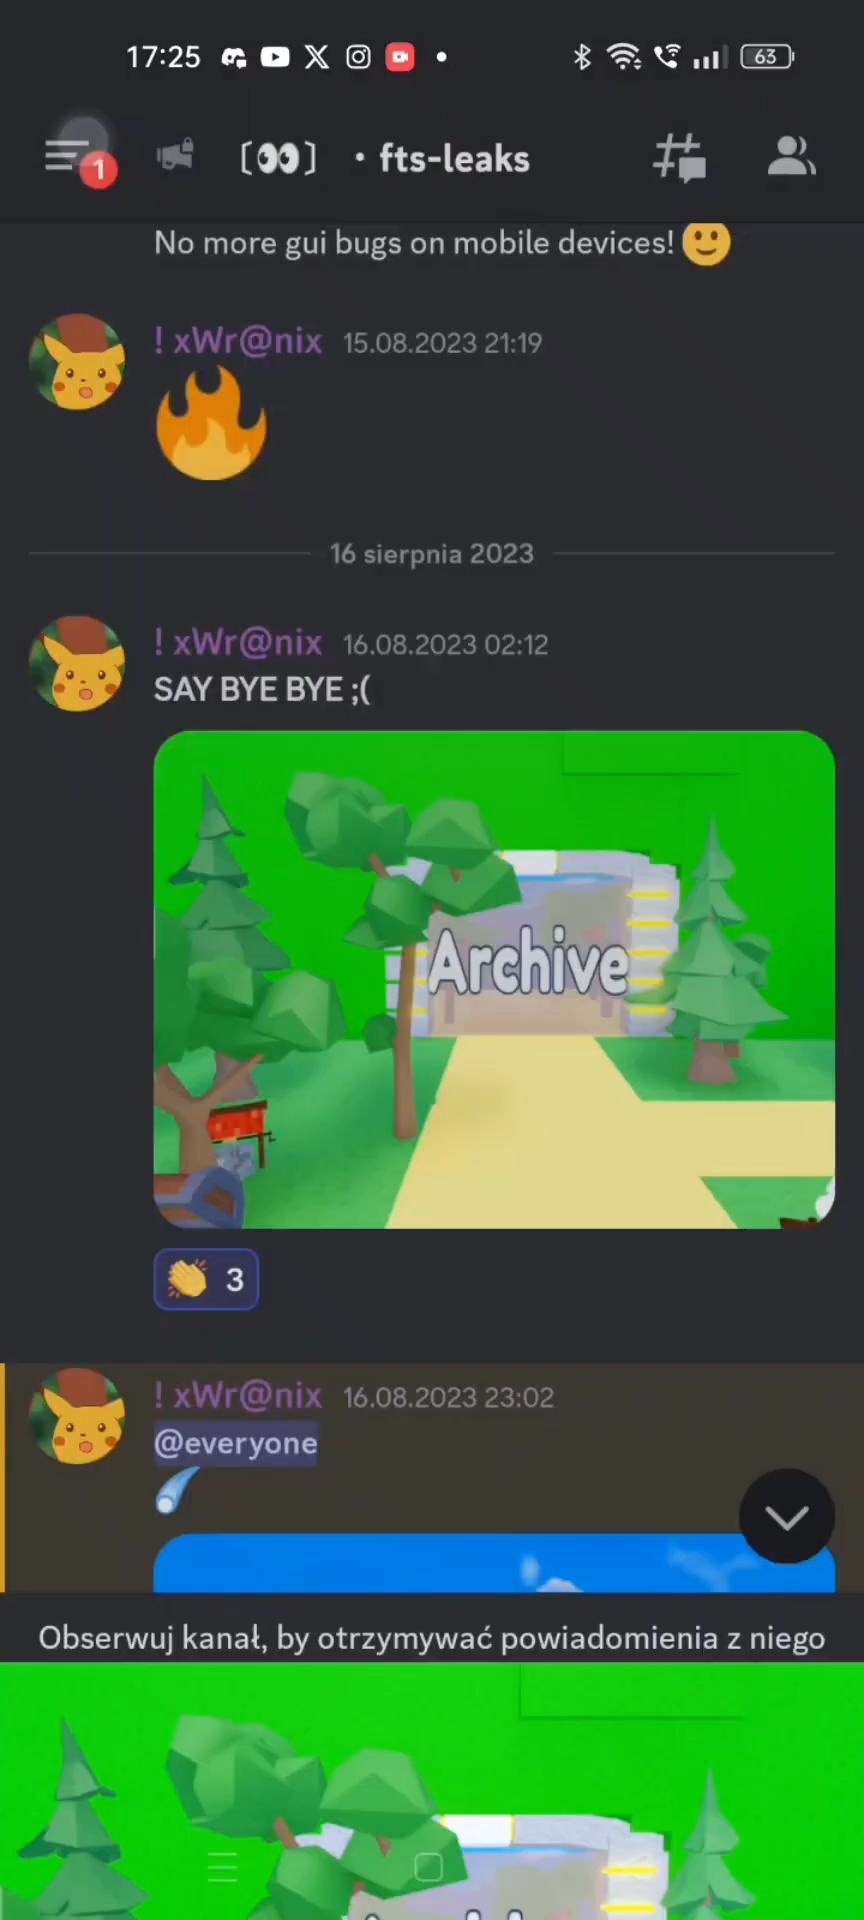 17:25
63
1
[👀] • fts-leaks
No more gui bugs on mobile devices! 🙂
! xWr@nix 15.08.2023 21:19
🔥
16 sierpnia 2023
! xWr@nix 16.08.2023 02:12
SAY BYE BYE ;(
Archive
👏 3
! xWr@nix 16.08.2023 23:02
@everyone
Obserwuj kanał, by otrzymywać powiadomienia z niego